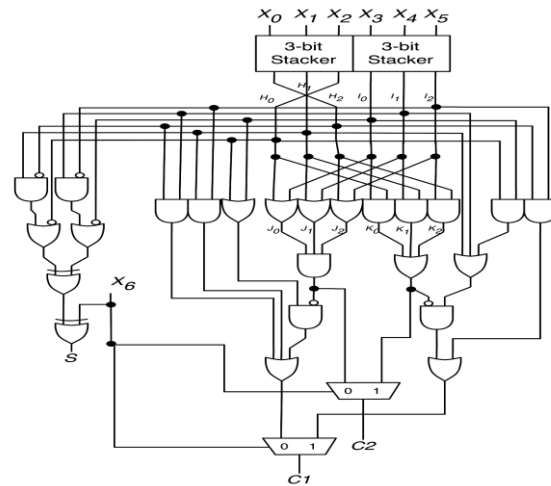 X0 X1 X2 X3 X4 X5
3-bit Stacker 3-bit Stacker
H0 H1 H2 I0 I1 I2
J0 J1 J2 K0 K1 K2
X6
S
0 1
C2
0 1
C1